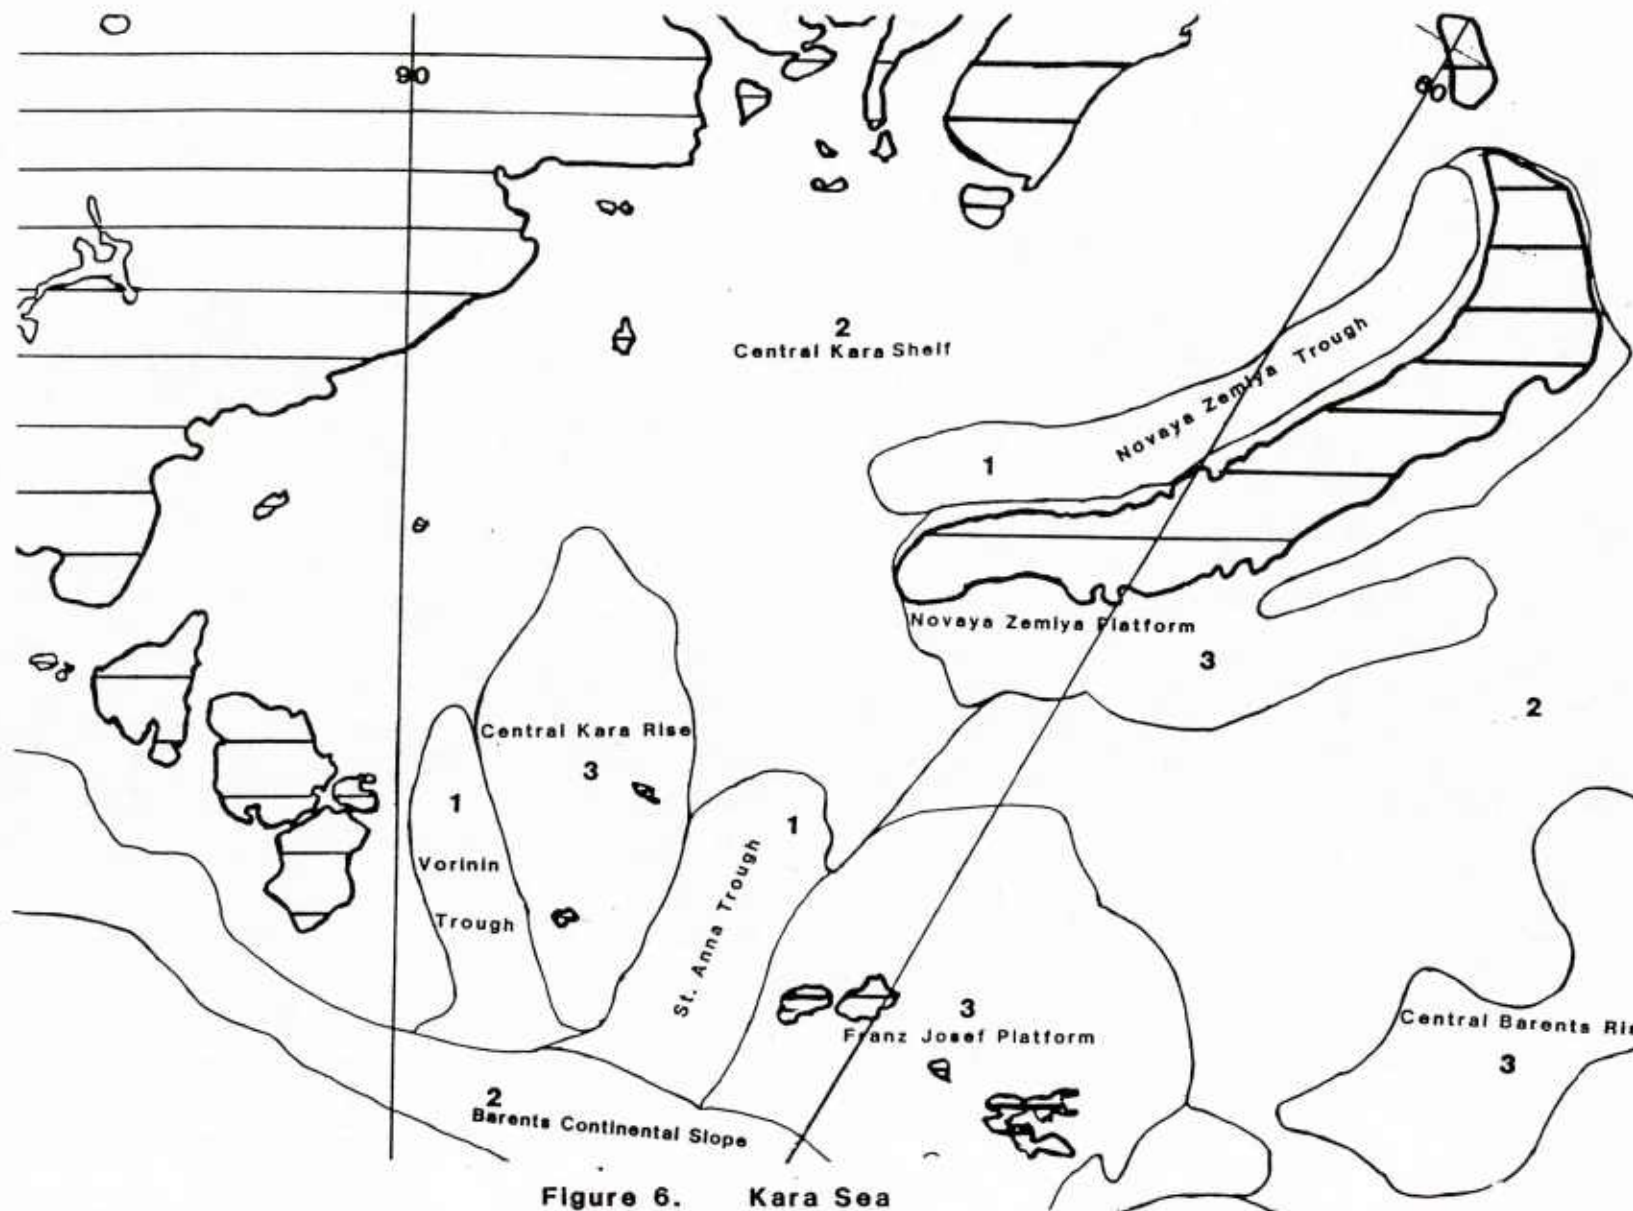 90
60
2
Central Kara Shelf
Novaya Zemlya Trough
1
Novaya Zemlya Platform
3
2
Central Kara Rise
3
1
Vorinin
Trough
1
St. Anna Trough
3
Franz Josef Platform
Central Barents Ri
3
2
Barents Continental Slope
Figure 6. Kara Sea